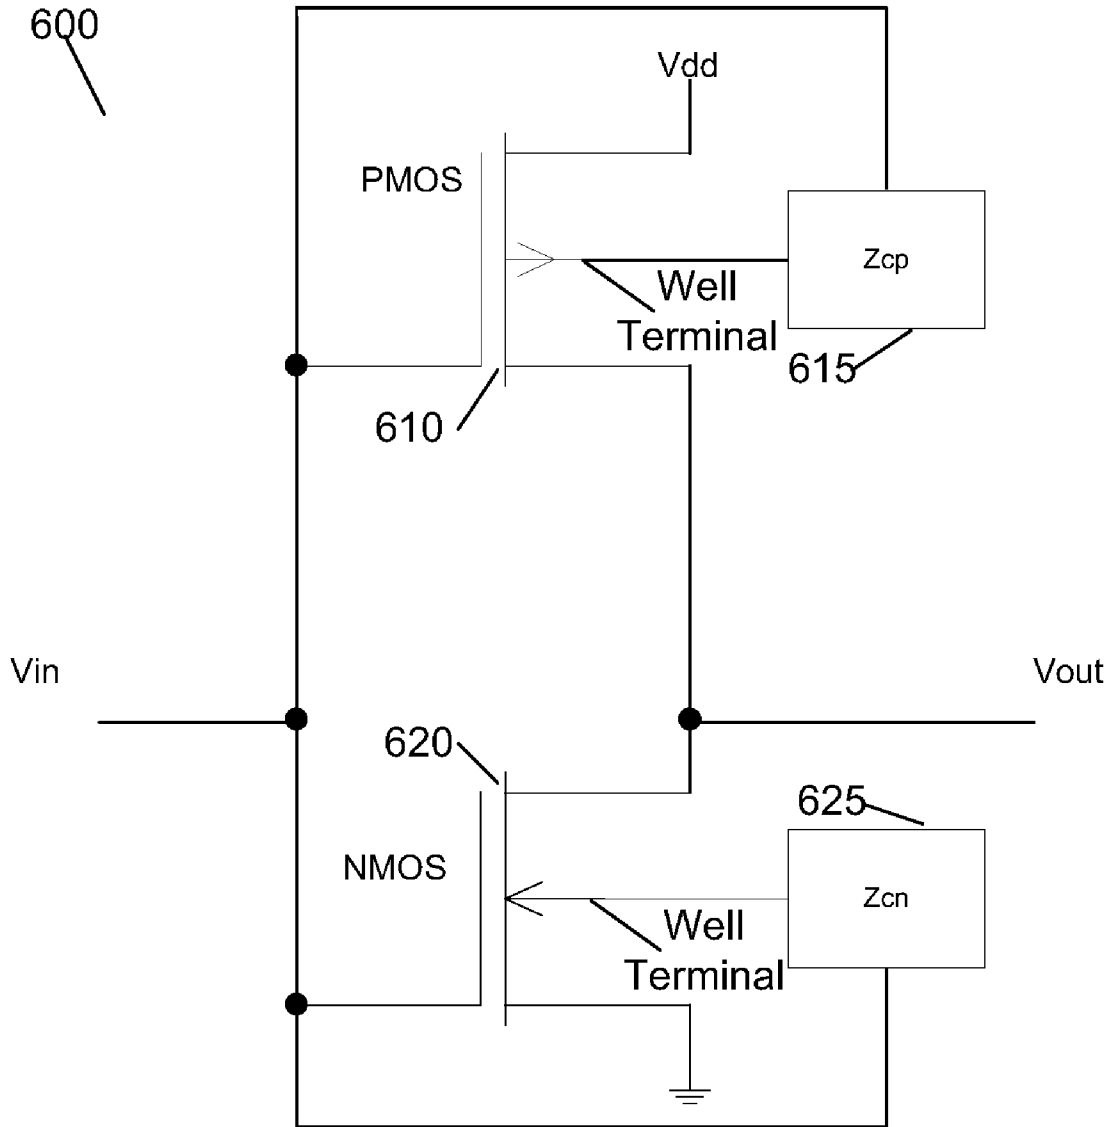 600
Vdd
PMOS
Zcp
Well
Terminal
615
610
Vin
Vout
620
625
NMOS
Zcn
Well
Terminal